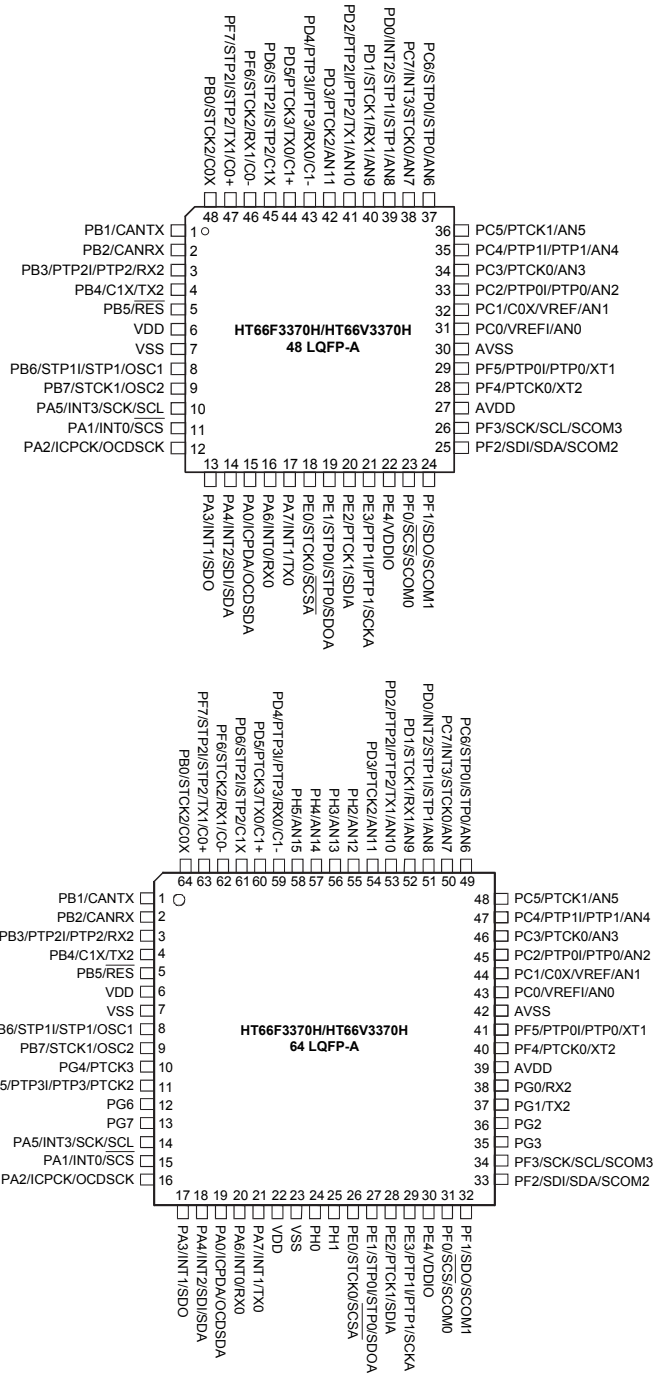 PB0/STCK2/C0X
PF7/STP2I/STP2/TX1/C0+
PF6/STCK2/RX1/C0-
PD6/STP2I/STP2/C1X
PD5/PTCK3/TX0/C1+
PD4/PTP3I/PTP3/RX0/C1-
PD3/PTCK2/AN11
PD2/PTP2I/PTP2/TX1/AN10
PD1/STCK1/RX1/AN9
PD0/INT2/STP1I/STP1/AN8
PC7/INT3/STCK0/AN7
PC6/STP0I/STP0/AN6
48 47 46 45 44 43 42 41 40 39 38 37
PB1/CANTX 1
PB2/CANRX 2
PB3/PTP2I/PTP2/RX2 3
PB4/C1X/TX2 4
PB5/RES 5
VDD 6
VSS 7
PB6/STP1I/STP1/OSC1 8
PB7/STCK1/OSC2 9
PA5/INT3/SCK/SCL 10
PA1/INT0/SCS 11
PA2/ICPCK/OCDSCK 12
HT66F3370H/HT66V3370H
48 LQFP-A
36 PC5/PTCK1/AN5
35 PC4/PTP1I/PTP1/AN4
34 PC3/PTCK0/AN3
33 PC2/PTP0I/PTP0/AN2
32 PC1/C0X/VREF/AN1
31 PC0/VREFI/AN0
30 AVSS
29 PF5/PTP0I/PTP0/XT1
28 PF4/PTCK0/XT2
27 AVDD
26 PF3/SCK/SCL/SCOM3
25 PF2/SDI/SDA/SCOM2
13 14 15 16 17 18 19 20 21 22 23 24
PA3/INT1/SDO
PA4/INT2/SDI/SDA
PA0/ICPDA/OCDSDA
PA6/INT0/RX0
PA7/INT1/TX0
PE0/STCK0/SCSA
PE1/STP0I/STP0/SDOA
PE2/PTCK1/SDIA
PE3/PTP1I/PTP1/SCKA
PE4/VDDIO
PF0/SCS/SCOM0
PF1/SDO/SCOM1
PB0/STCK2/C0X
PF7/STP2I/STP2/TX1/C0+
PF6/STCK2/RX1/C0-
PD6/STP2I/STP2/C1X
PD5/PTCK3/TX0/C1+
PD4/PTP3I/PTP3/RX0/C1-
PH5/AN15
PH4/AN14
PH3/AN13
PH2/AN12
PD3/PTCK2/AN11
PD2/PTP2I/PTP2/TX1/AN10
PD1/STCK1/RX1/AN9
PD0/INT2/STP1I/STP1/AN8
PC7/INT3/STCK0/AN7
PC6/STP0I/STP0/AN6
64 63 62 61 60 59 58 57 56 55 54 53 52 51 50 49
PB1/CANTX 1
PB2/CANRX 2
PB3/PTP2I/PTP2/RX2 3
PB4/C1X/TX2 4
PB5/RES 5
VDD 6
VSS 7
B6/STP1I/STP1/OSC1 8
PB7/STCK1/OSC2 9
PG4/PTCK3 10
5/PTP3I/PTP3/PTCK2 11
PG6 12
PG7 13
PA5/INT3/SCK/SCL 14
PA1/INT0/SCS 15
PA2/ICPCK/OCDSCK 16
HT66F3370H/HT66V3370H
64 LQFP-A
48 PC5/PTCK1/AN5
47 PC4/PTP1I/PTP1/AN4
46 PC3/PTCK0/AN3
45 PC2/PTP0I/PTP0/AN2
44 PC1/C0X/VREF/AN1
43 PC0/VREFI/AN0
42 AVSS
41 PF5/PTP0I/PTP0/XT1
40 PF4/PTCK0/XT2
39 AVDD
38 PG0/RX2
37 PG1/TX2
36 PG2
35 PG3
34 PF3/SCK/SCL/SCOM3
33 PF2/SDI/SDA/SCOM2
17 18 19 20 21 22 23 24 25 26 27 28 29 30 31 32
PA3/INT1/SDO
PA4/INT2/SDI/SDA
PA0/ICPDA/OCDSDA
PA6/INT0/RX0
PA7/INT1/TX0
VDD
VSS
PH0
PH1
PE0/STCK0/SCSA
PE1/STP0I/STP0/SDOA
PE2/PTCK1/SDIA
PE3/PTP1I/PTP1/SCKA
PE4/VDDIO
PF0/SCS/SCOM0
PF1/SDO/SCOM1